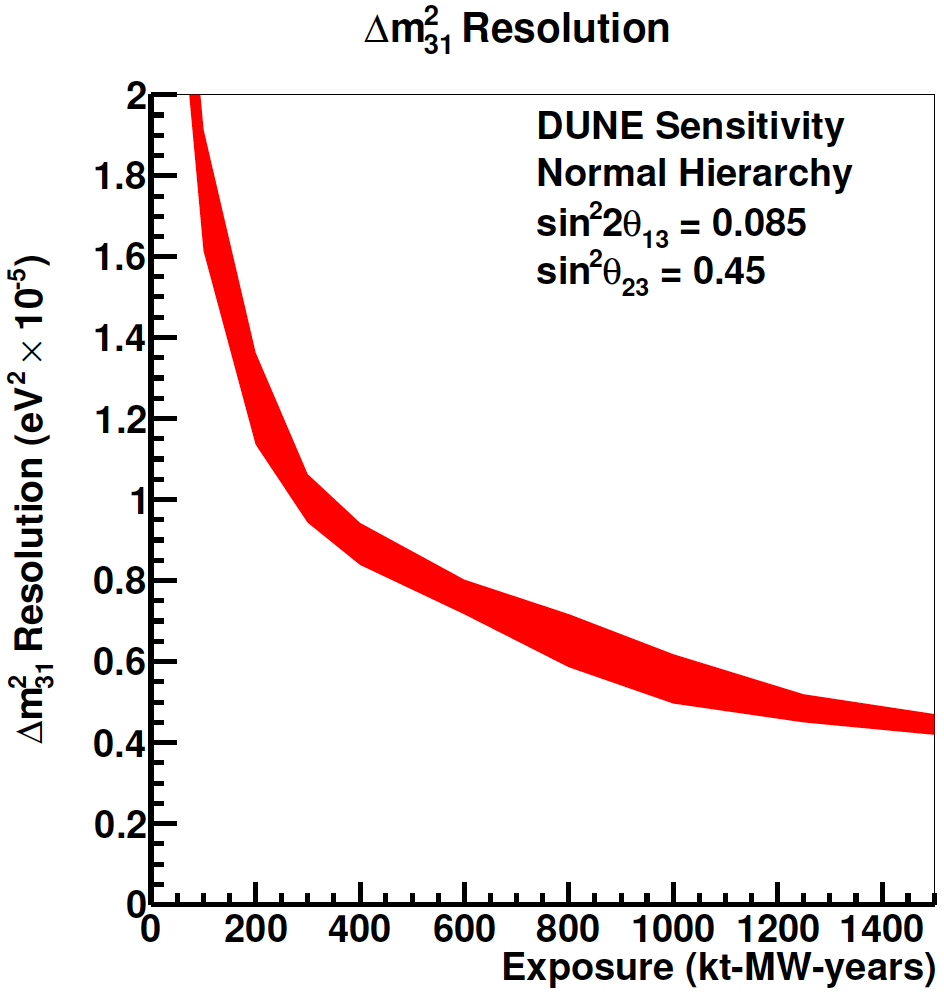 Δm²₃₁ Resolution
DUNE Sensitivity
Normal Hierarchy
sin²2θ₁₃ = 0.085
sin²θ₂₃ = 0.45
Δm²₃₁ Resolution (eV² × 10⁻⁵)
2
1.8
1.6
1.4
1.2
1
0.8
0.6
0.4
0.2
0
0 200 400 600 800 1000 1200 1400
Exposure (kt-MW-years)